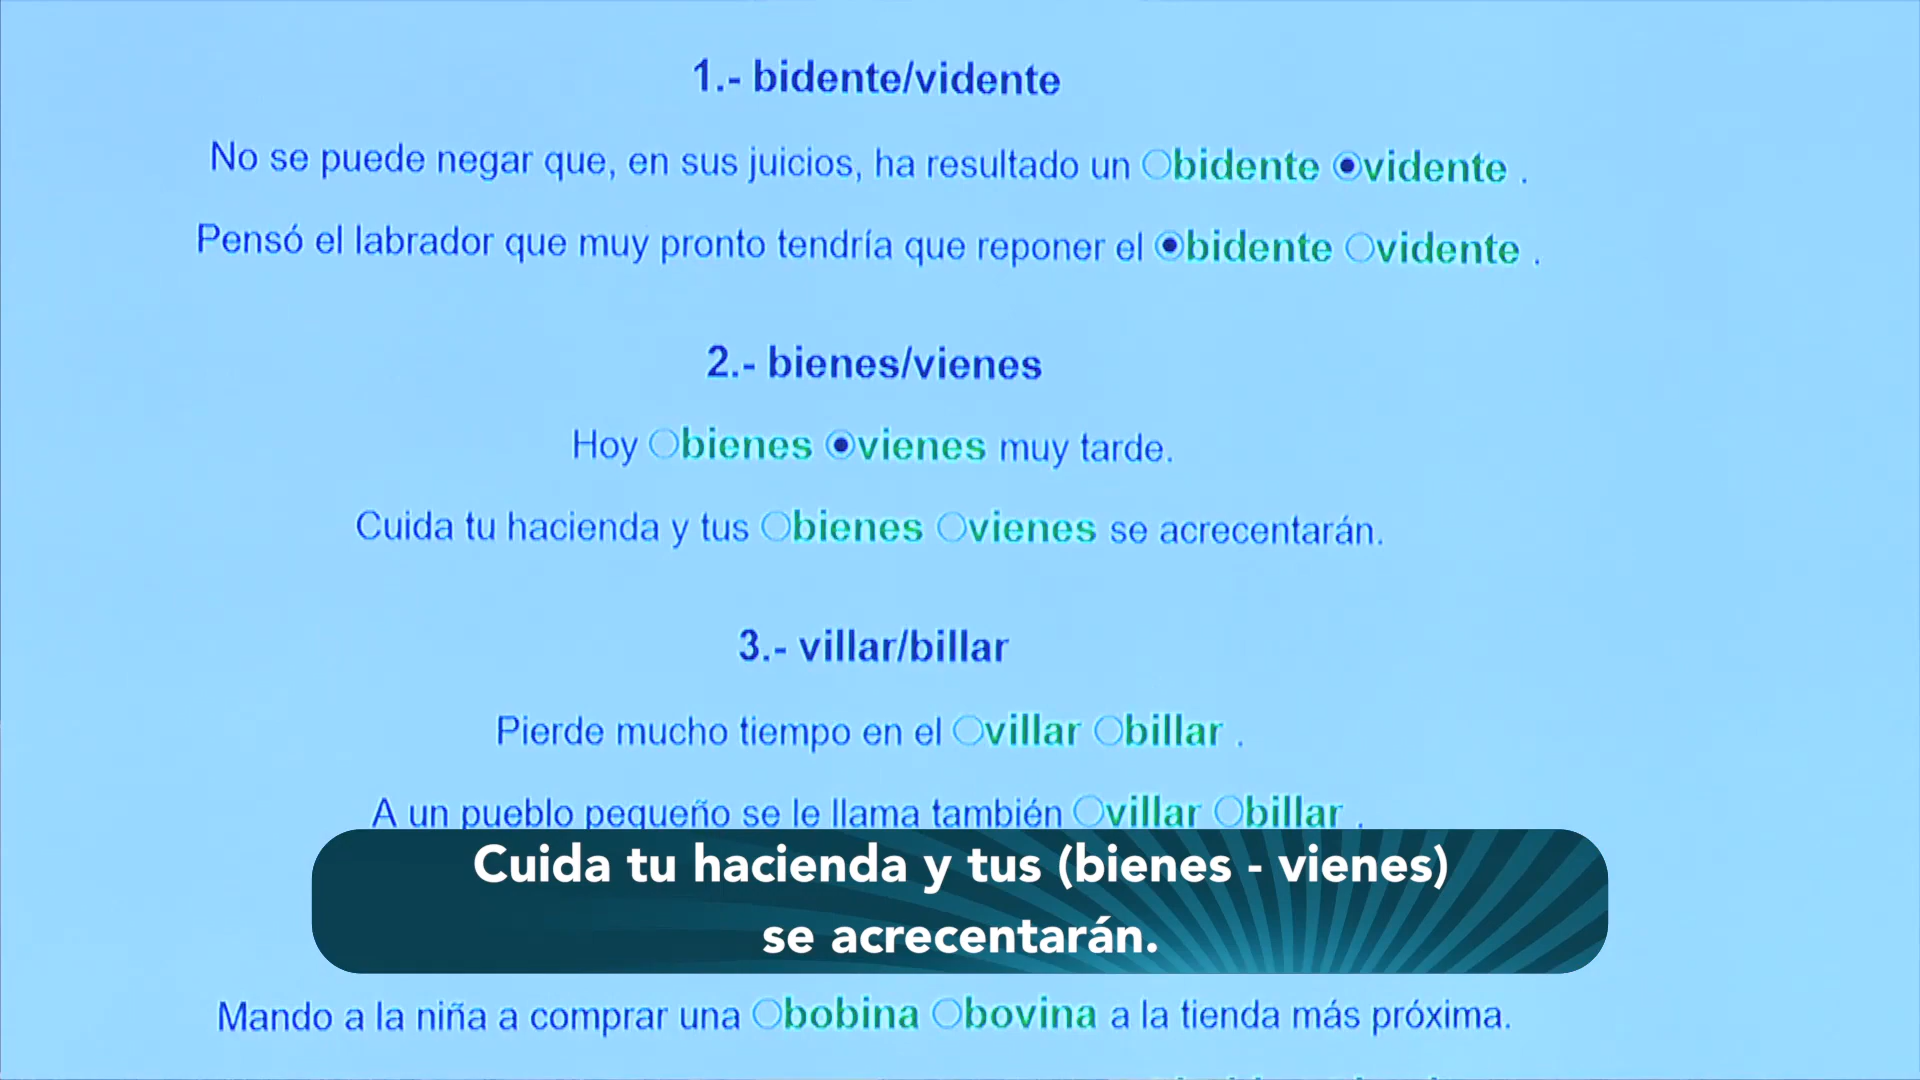 1.- bidente/vidente
No se puede negar que, en sus juicios, ha resultado un bidente vidente .
Pensó el labrador que muy pronto tendría que reponer el bidente vidente .
2.- bienes/vienes
Hoy bienes vienes muy tarde.
Cuida tu hacienda y tus bienes vienes se acrecentarán.
3.- villar/billar
Pierde mucho tiempo en el villar billar .
A un pueblo pequeño se le llama también villar billar .
Cuida tu hacienda y tus (bienes - vienes)
se acrecentarán.
Mando a la niña a comprar una bobina bovina a la tienda más próxima.